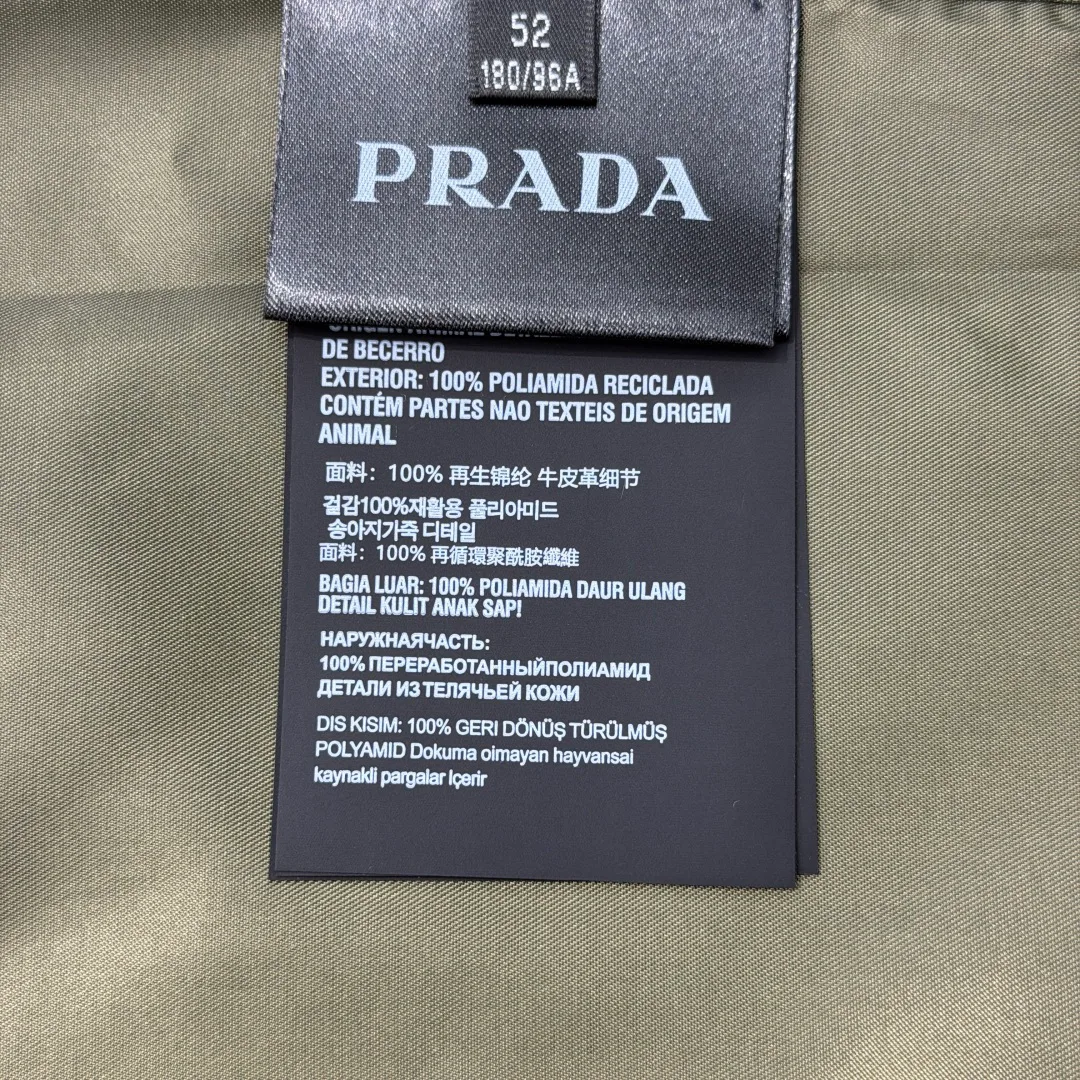 52
180/96A
PRADA
DE BECERRO
EXTERIOR: 100% POLIAMIDA RECICLADA
CONTÉM PARTES NAO TEXTEIS DE ORIGEM
ANIMAL
面料：100% 再生锦纶 牛皮革细节
겉감100%재활용 폴리아미드
송아지가죽 디테일
面料：100% 再循環聚酰胺纖維
BAGIA LUAR: 100% POLIAMIDA DAUR ULANG
DETAIL KULIT ANAK SAP!
НАРУЖНАЯЧАСТЬ:
100% ПЕРЕРАБОТАННЫЙПОЛИАМИД
ДЕТАЛИ ИЗ ТЕЛЯЧЬЕЙ КОЖИ
DIS KISIM: 100% GERI DÖNÜŞ TÜRÜLMÜŞ
POLYAMID Dokuma oimayan hayvansai
kaynakli pargalar Içerir